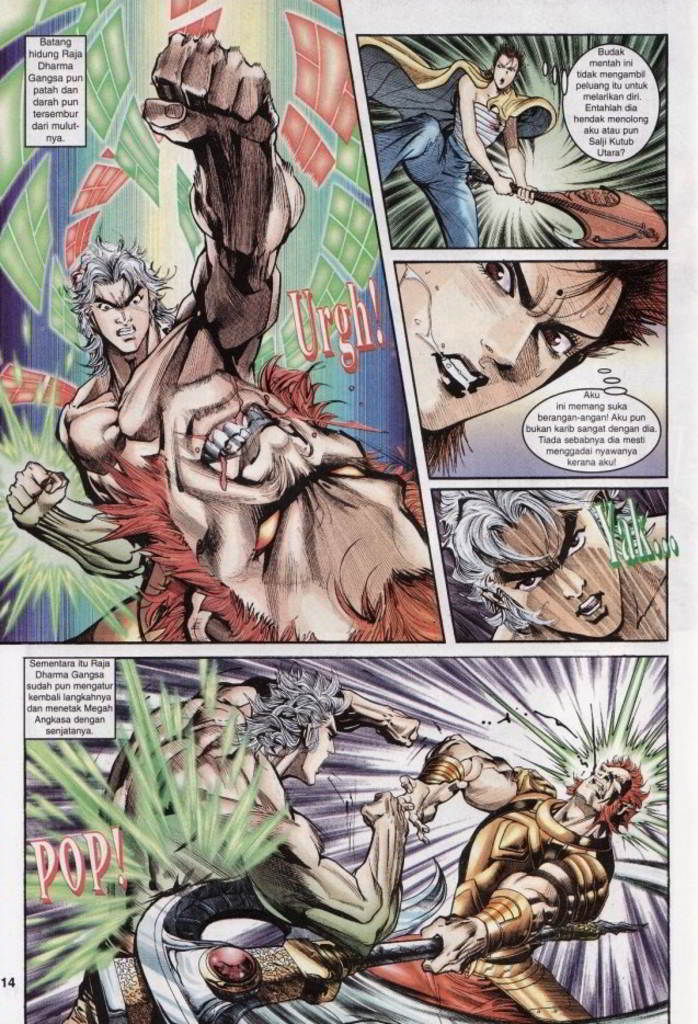 Batang
hidung Raja
Dharma
Gangsa pun
patah dan
darah pun
tersembur
dari mulut-
nya.
Urgh!
Budak
mentah ini
tidak mengambil
peluang itu untuk
melarikan diri.
Entahlah dia
hendak menolong
aku atau pun
Salji Kutub
Utara?
Aku
ini memang suka
berangan-angan! Aku pun
bukan karib sangat dengan dia.
Tiada sebabnya dia mesti
menggadai nyawanya
kerana aku!
Yak...
Sementara itu Raja
Dharma Gangsa
sudah pun mengatur
kembali langkahnya
dan menetak Megah
Angkasa dengan
senjatanya.
POP!
14